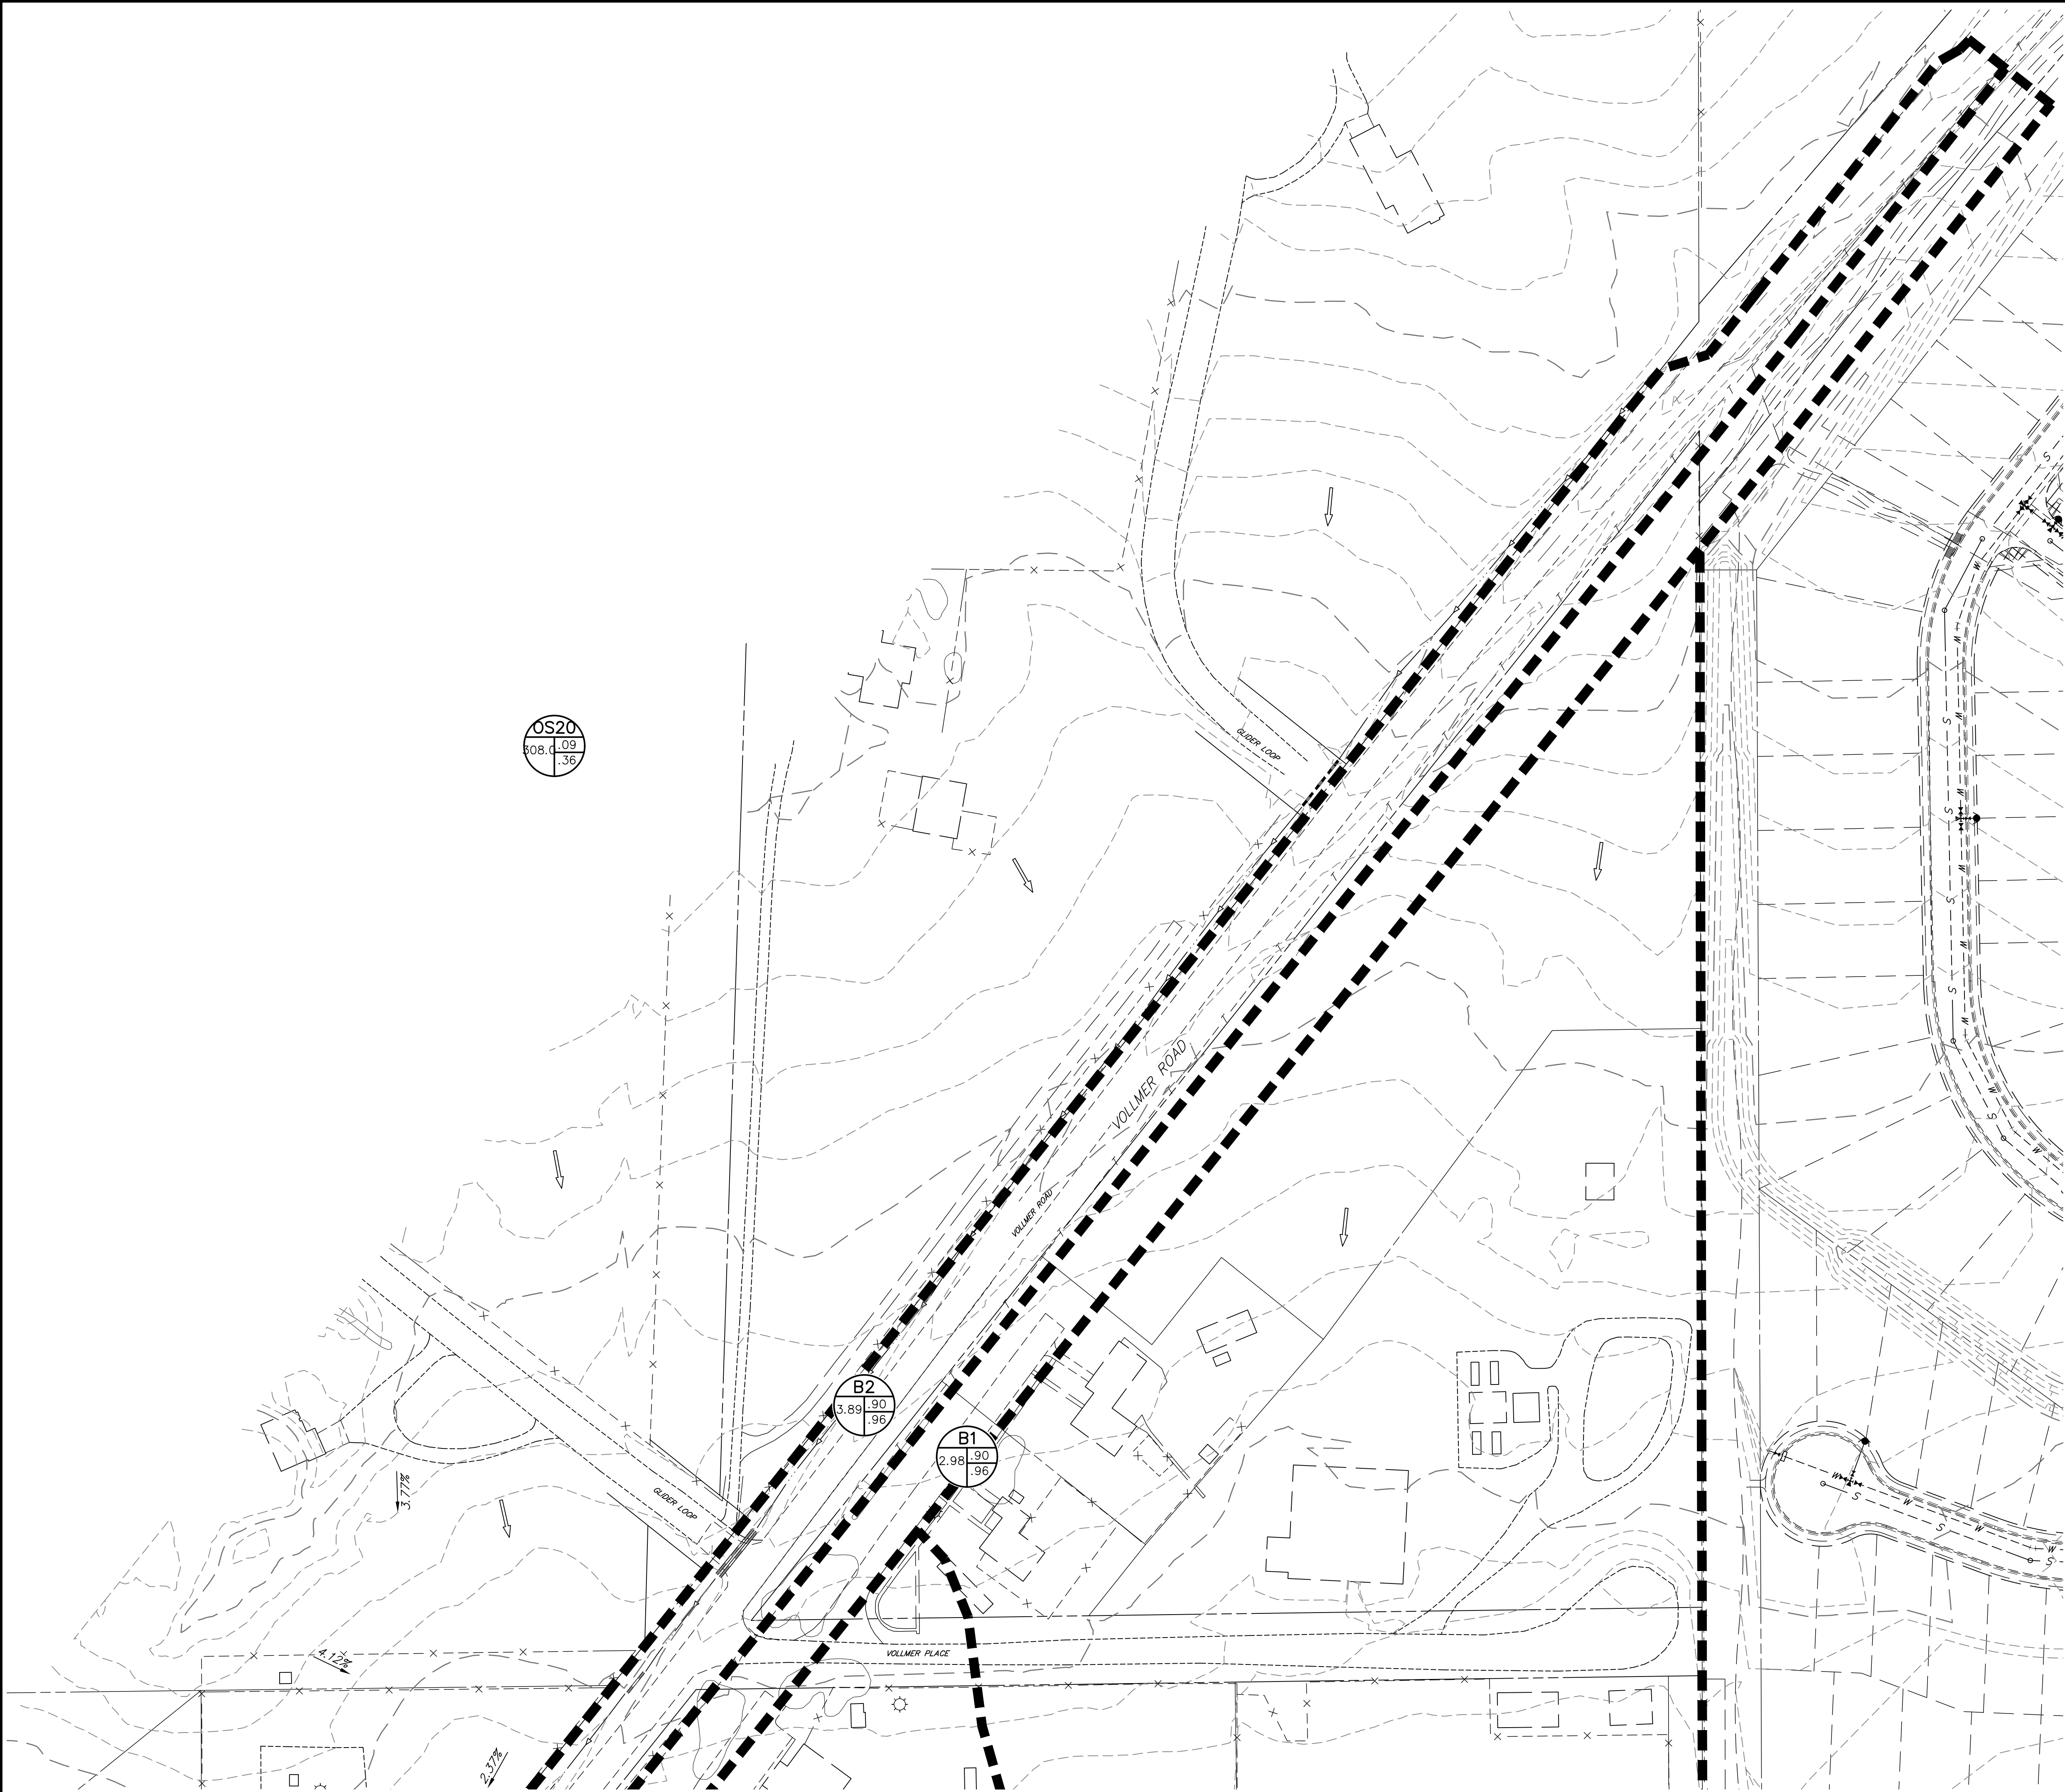 OS20
308.0
.09
.36
GLIDER LOOP
VOLLMER ROAD
VOLLMER ROAD
B2
3.89
.90
.96
B1
2.98
.90
.96
GLIDER LOOP
3.77%
4.12%
2.37%
VOLLMER PLACE
S
W
W
S
W
W
S
W
W
S
W
S
W
W
S
W
S
W
S
W
S
W
S